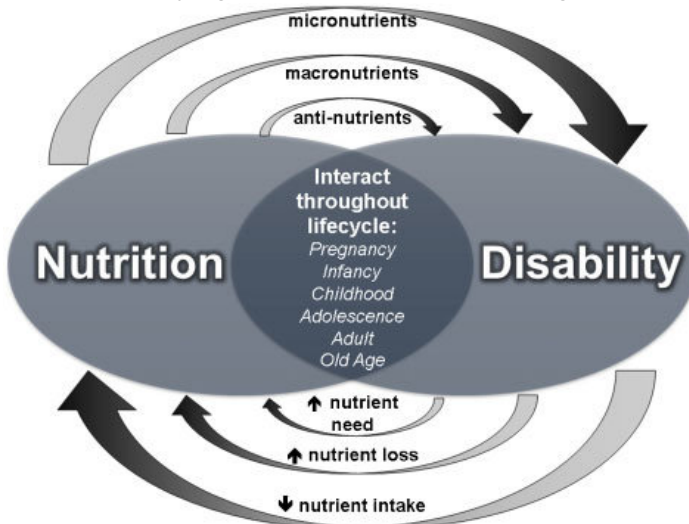 micronutrients
macronutrients
anti-nutrients
Interact
throughout
lifecycle:
Pregnancy
Infancy
Childhood
Adolescence
Adult
Old Age
Nutrition
Disability
↑ nutrient
need
↑ nutrient loss
↓ nutrient intake